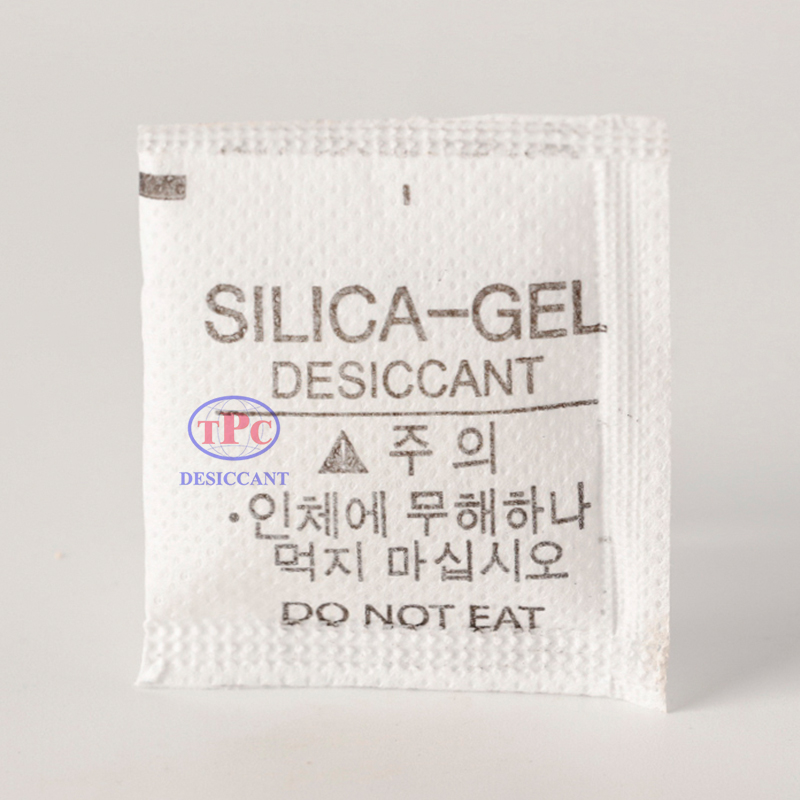 SILICA-GEL
DESICCANT
TPC
DESICCANT
주 의
·인체에 무해하나
먹지 마십시오
DO NOT EAT